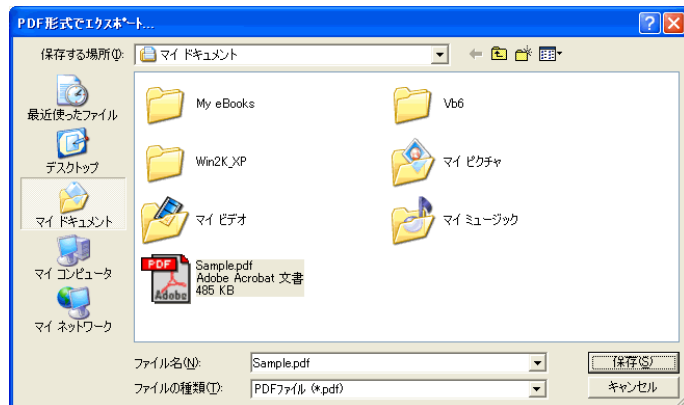 PDF形式でエクスポート...
保存する場所(I):
マイ ドキュメント
最近使ったファイル
デスクトップ
マイ ドキュメント
マイ コンピュータ
マイ ネットワーク
My eBooks
Vb6
Win2K_XP
マイ ピクチャ
マイ ビデオ
マイ ミュージック
PDF
Adobe
Sample.pdf
Adobe Acrobat 文書
485 KB
ファイル名(N):
Sample.pdf
保存(S)
ファイルの種類(T):
PDFファイル (*.pdf)
キャンセル